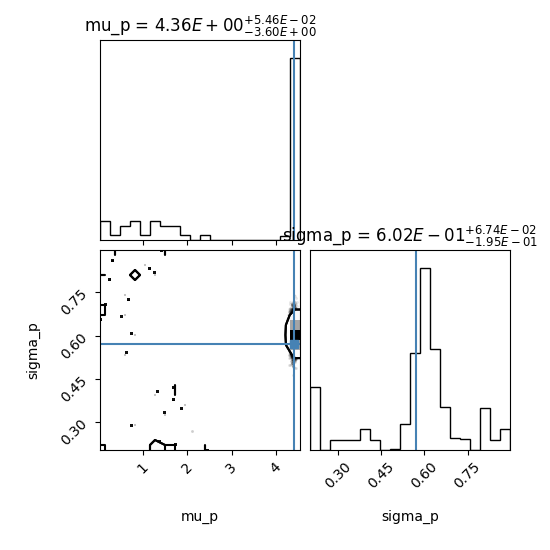 mu_p = 4.36E + 00+5.46E − 02 −3.60E + 00
sigma_p = 6.02E − 01+6.74E − 02 −1.95E − 01
sigma_p
0.75
0.60
0.45
0.30
1 2 3 4
0.30 0.45 0.60 0.75
mu_p
sigma_p